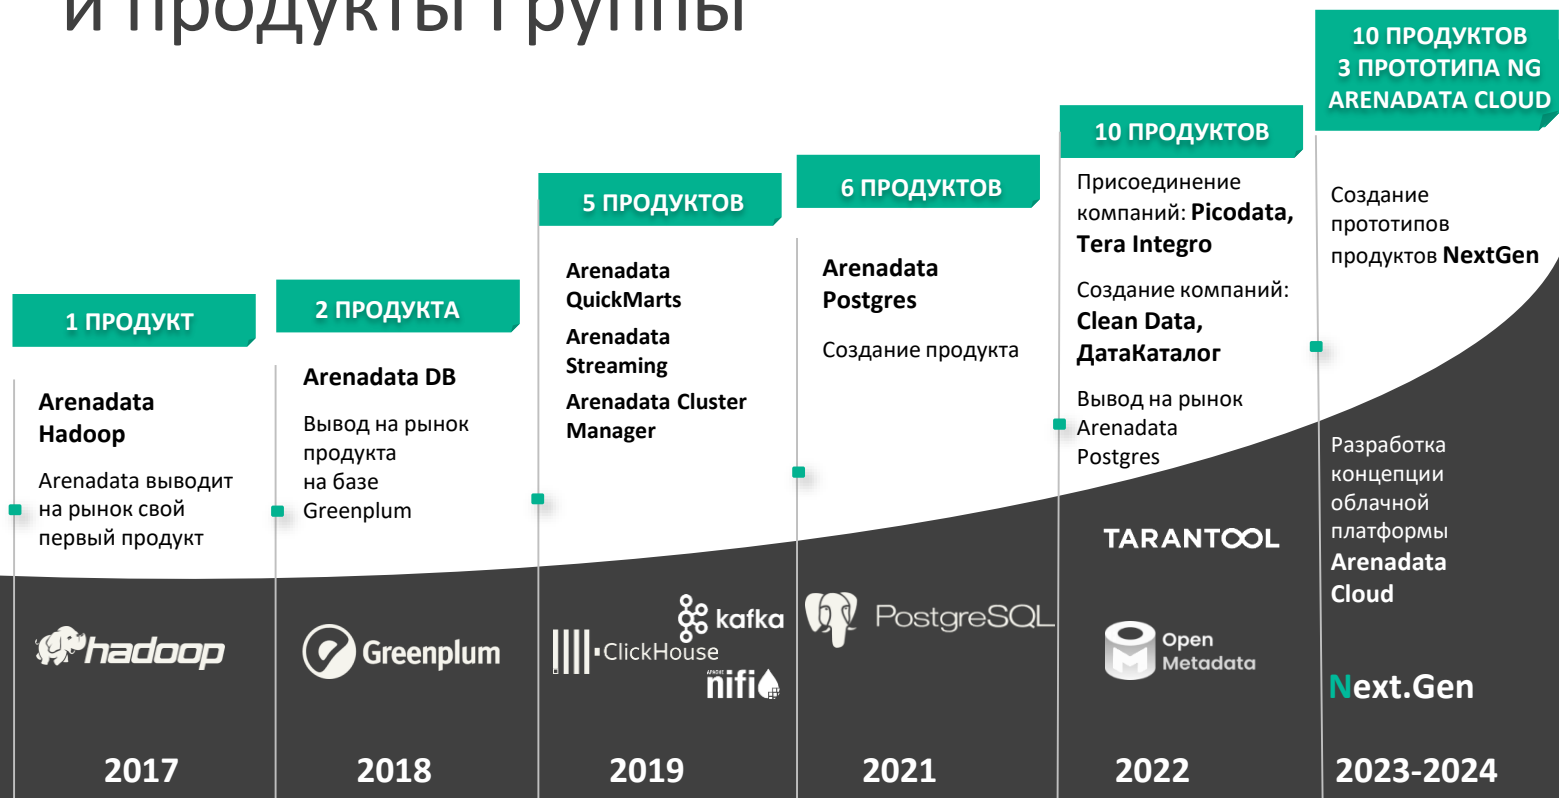 и продукты Группы
1 ПРОДУКТ
Arenadata
Hadoop
Arenadata выводит
на рынок свой
первый продукт
hadoop
2017
2 ПРОДУКТА
Arenadata DB
Вывод на рынок
продукта
на базе
Greenplum
Greenplum
2018
5 ПРОДУКТОВ
Arenadata
QuickMarts
Arenadata
Streaming
Arenadata Cluster
Manager
kafka
ClickHouse
APACHE
nifi
2019
6 ПРОДУКТОВ
Arenadata
Postgres
Создание продукта
PostgreSQL
2021
10 ПРОДУКТОВ
Присоединение
компаний: Picodata,
Tera Integro
Создание компаний:
Clean Data,
ДатаКаталог
Вывод на рынок
Arenadata
Postgres
TARANTOOL
Open
Metadata
2022
10 ПРОДУКТОВ
3 ПРОТОТИПА NG
ARENADATA CLOUD
Создание
прототипов
продуктов NextGen
Разработка
концепции
облачной
платформы
Arenadata
Cloud
Next.Gen
2023-2024